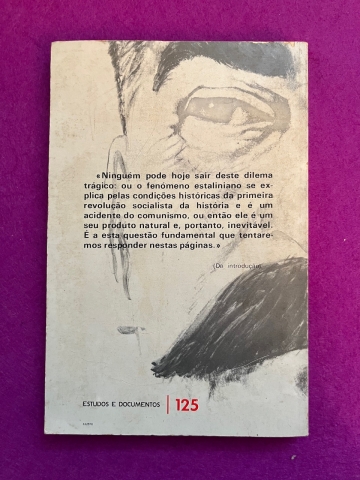 «Ninguém pode hoje sair deste dilema
trágico: ou o fenómeno estaliniano se ex-
plica pelas condições históricas da primeira
revolução socialista da história e é um
acidente do comunismo, ou então ele é um
seu produto natural e, portanto, inevitável.
É a esta questão fundamental que tentare-
mos responder nestas páginas.»
(Da introdução)
ESTUDOS E DOCUMENTOS | 125